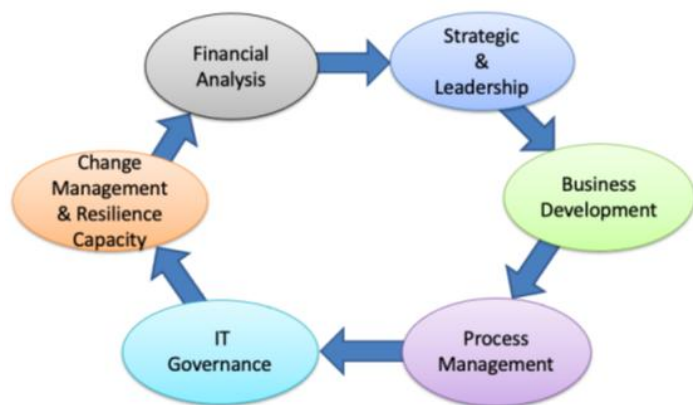 Financial
Analysis
Strategic
&
Leadership
Business
Development
Process
Management
IT
Governance
Change
Management
& Resilience
Capacity